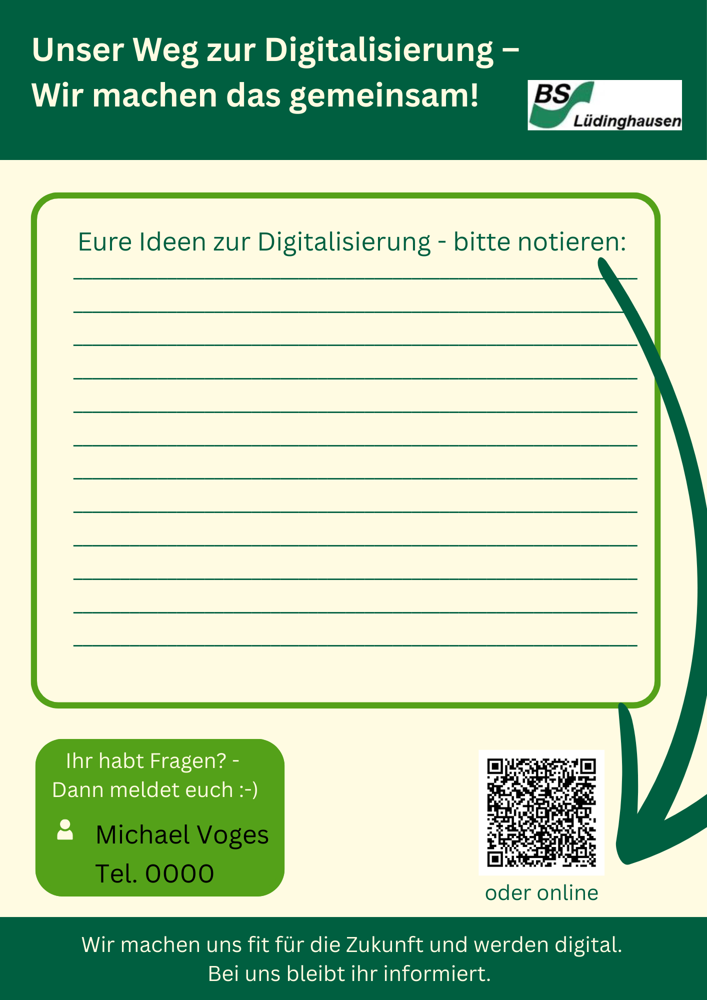 Unser Weg zur Digitalisierung –
Wir machen das gemeinsam!
BS
Lüdinghausen
Eure Ideen zur Digitalisierung - bitte notieren:
Ihr habt Fragen? -
Dann meldet euch :-)
Michael Voges
Tel. 0000
oder online
Wir machen uns fit für die Zukunft und werden digital.
Bei uns bleibt ihr informiert.